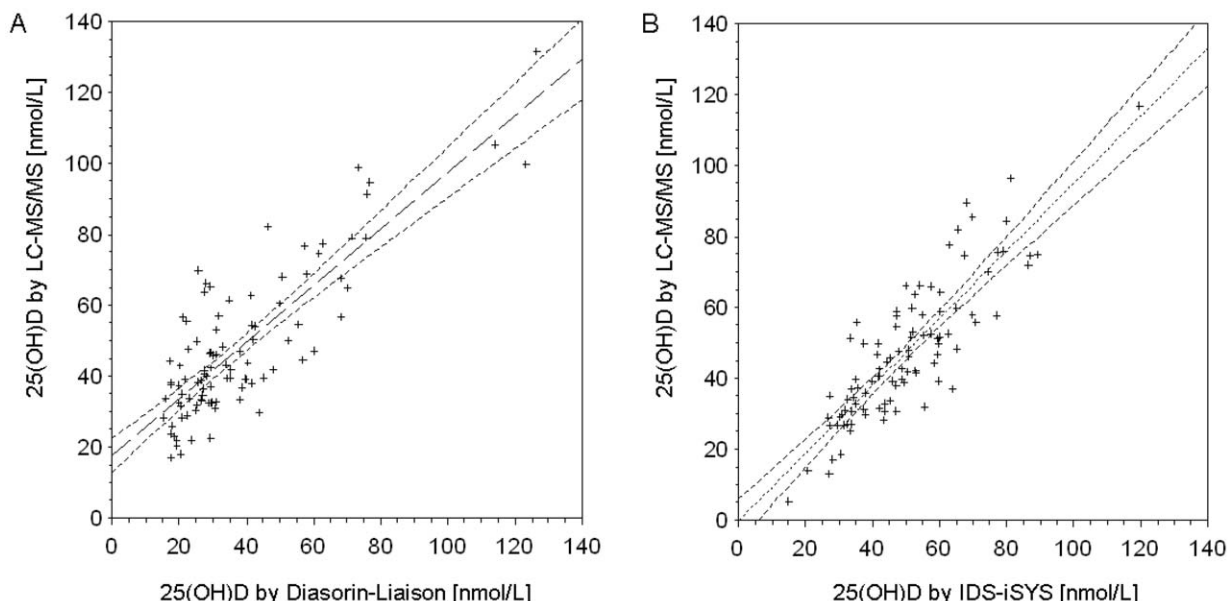 A
140
120
100
80
60
40
20
0
25(OH)D by LC-MS/MS [nmol/L]
0 20 40 60 80 100 120 140
25(OH)D by Diasorin-Liaison [nmol/L]
B
140
120
100
80
60
40
20
0
25(OH)D by LC-MS/MS [nmol/L]
0 20 40 60 80 100 120 140
25(OH)D by IDS-iSYS [nmol/L]